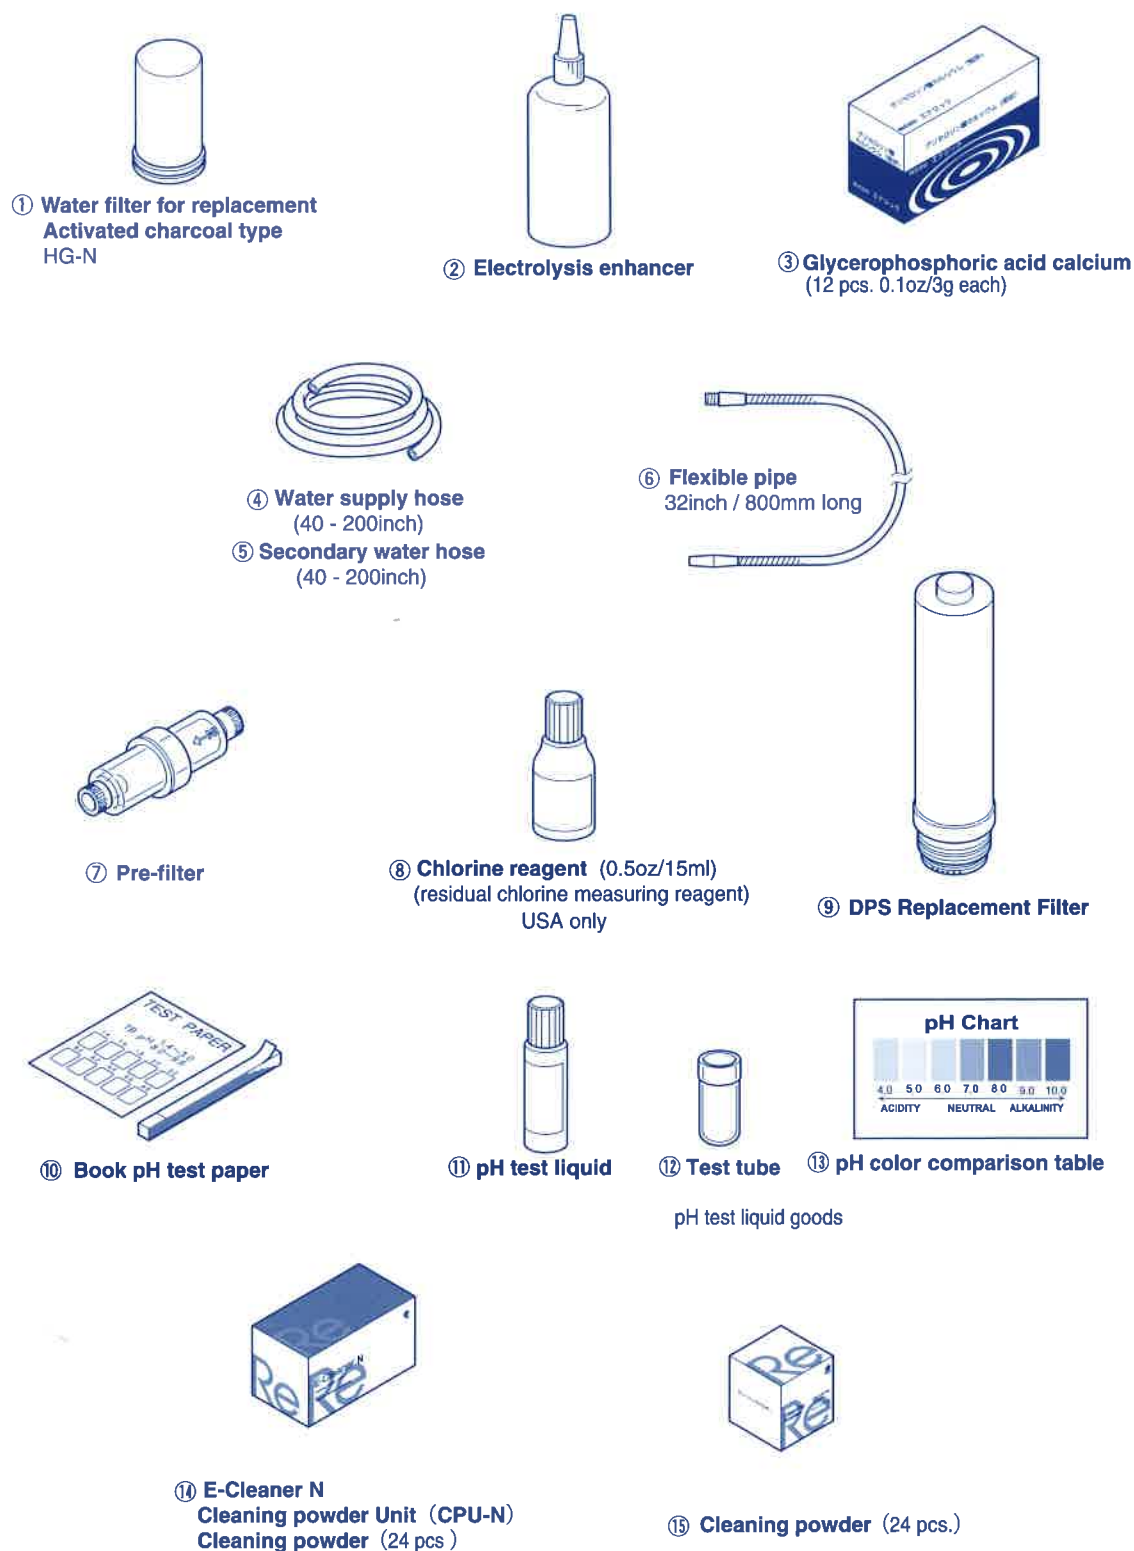 ① Water filter for replacement
Activated charcoal type
HG-N
② Electrolysis enhancer
③ Glycerophosphoric acid calcium
(12 pcs. 0.1oz/3g each)
④ Water supply hose
(40 - 200inch)
⑤ Secondary water hose
(40 - 200inch)
⑥ Flexible pipe
32inch / 800mm long
⑦ Pre-filter
⑧ Chlorine reagent (0.5oz/15ml)
(residual chlorine measuring reagent)
USA only
⑨ DPS Replacement Filter
TEST PAPER
⑩ Book pH test paper
⑪ pH test liquid
⑫ Test tube
pH test liquid goods
pH Chart
4.0 5.0 6.0 7.0 8.0 9.0 10.0
ACIDITY NEUTRAL ALKALINITY
⑬ pH color comparison table
Re
Re
Re N
⑭ E-Cleaner N
Cleaning powder Unit (CPU-N)
Cleaning powder (24 pcs )
Re
Re
⑮ Cleaning powder (24 pcs.)